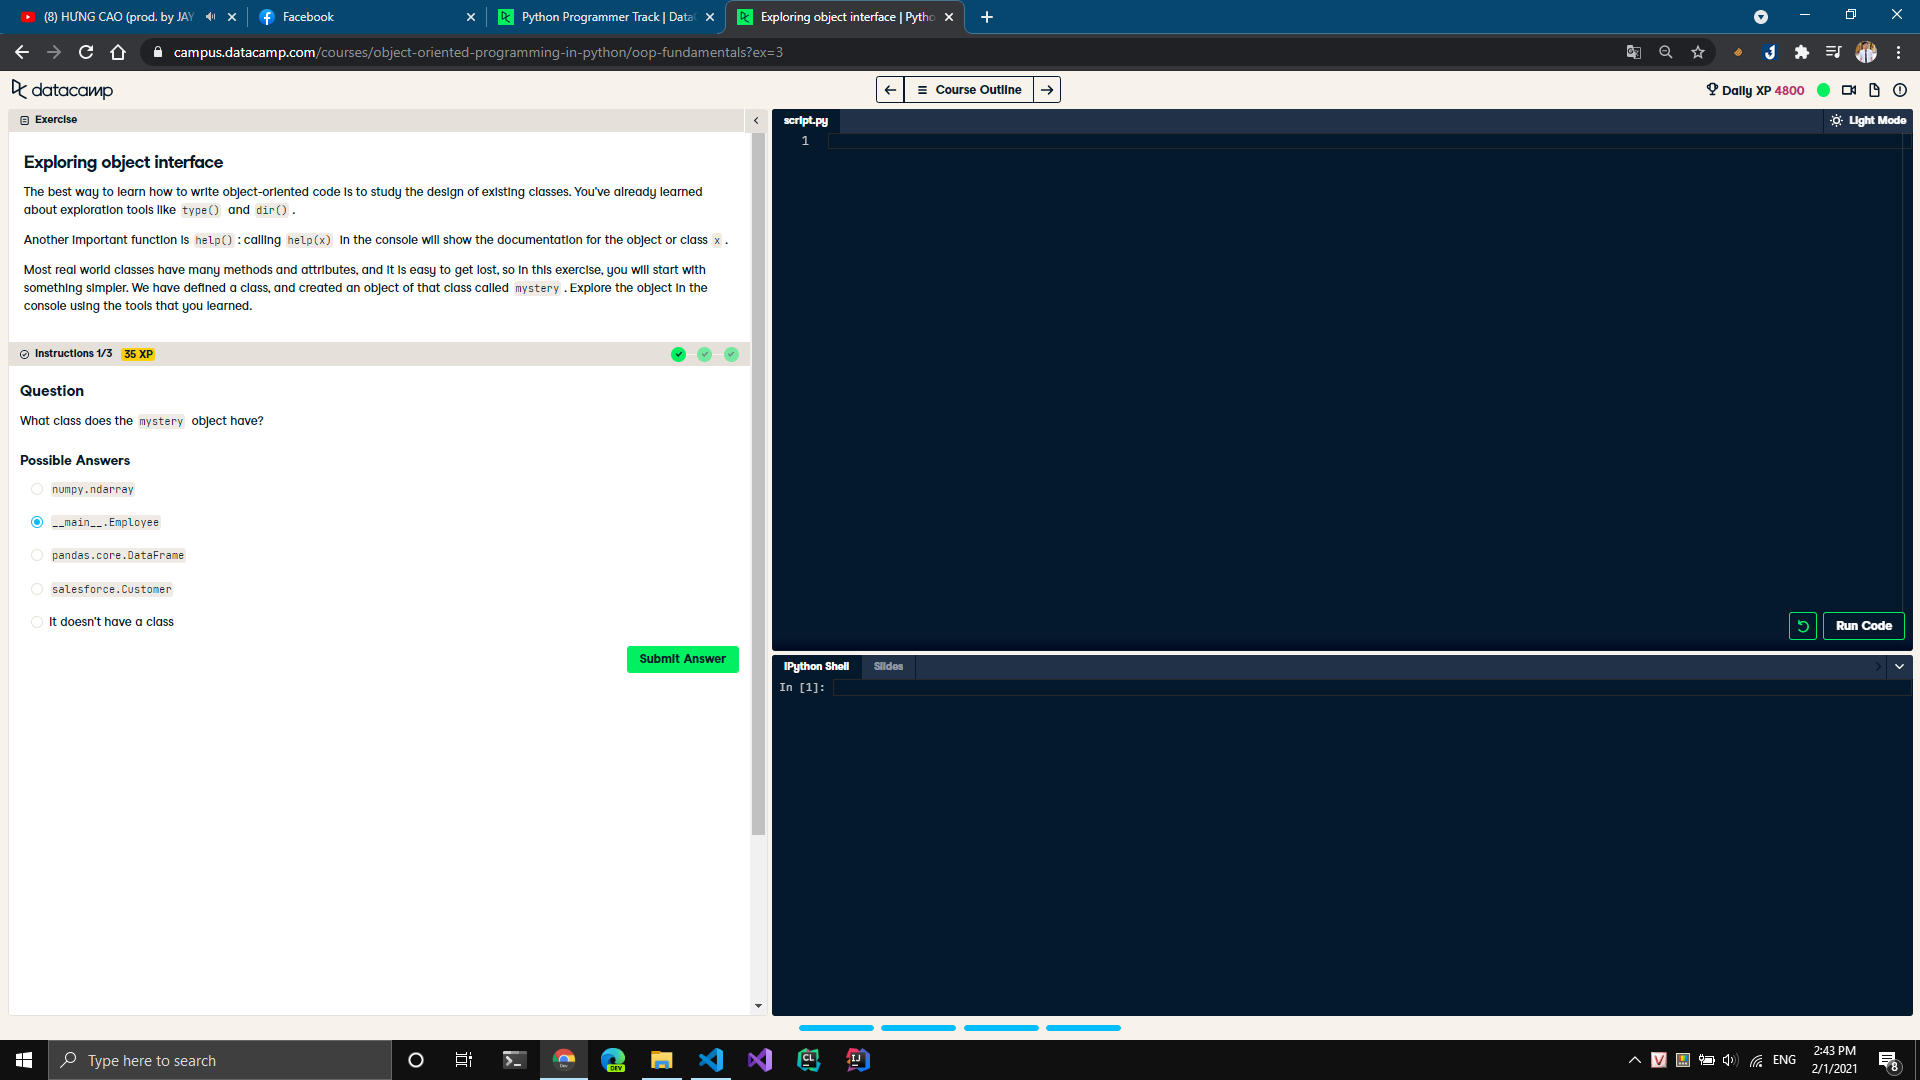 (8) HƯNG CAO (prod. by JAY
Facebook
Python Programmer Track | Data
Exploring object interface | Pytho
campus.datacamp.com/courses/object-oriented-programming-in-python/oop-fundamentals?ex=3
datacamp
Course Outline
Daily XP 4800
Exercise
Exploring object interface
The best way to learn how to write object-oriented code is to study the design of existing classes. You've already learned
about exploration tools like type() and dir() .
Another important function is help() : calling help(x) in the console will show the documentation for the object or class x .
Most real world classes have many methods and attributes, and it is easy to get lost, so in this exercise, you will start with
something simpler. We have defined a class, and created an object of that class called mystery . Explore the object in the
console using the tools that you learned.
Instructions 1/3 35 XP
Question
What class does the mystery object have?
Possible Answers
numpy.ndarray
__main__.Employee
pandas.core.DataFrame
salesforce.Customer
It doesn't have a class
Submit Answer
script.py
Light Mode
1
Run Code
IPython Shell
Slides
In [1]:
Type here to search
DEV
Dev
CL
IJ
V
ENG
2:43 PM
2/1/2021
8